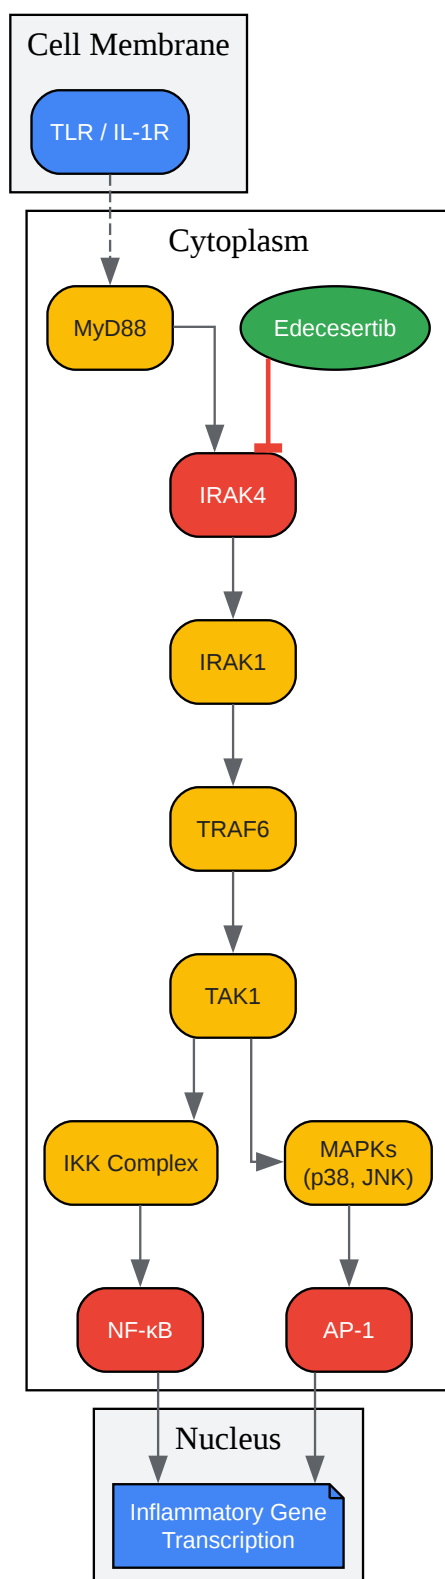 Cell Membrane
TLR / IL-1R
Cytoplasm
MyD88
Edecesertib
IRAK4
IRAK1
TRAF6
TAK1
IKK Complex
MAPKs
(p38, JNK)
NF-κB
AP-1
Nucleus
Inflammatory Gene
Transcription